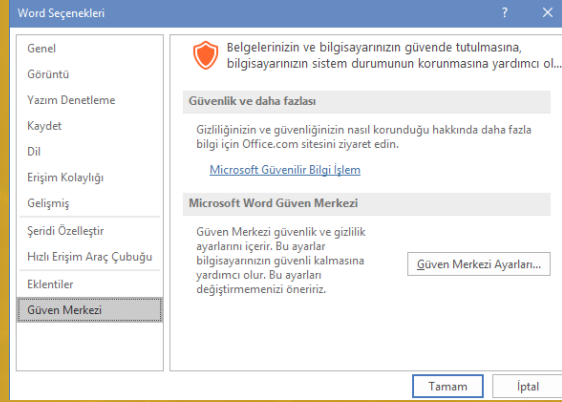 Word Seçenekleri
Genel
Görüntü
Yazım Denetleme
Kaydet
Dil
Erişim Kolaylığı
Gelişmiş
Şeridi Özelleştir
Hızlı Erişim Araç Çubuğu
Eklentiler
Güven Merkezi
Belgelerinizin ve bilgisayarınızın güvende tutulmasına,
bilgisayarınızın sistem durumunun korunmasına yardımcı ol...
Güvenlik ve daha fazlası
Gizliliğinizin ve güvenliğinizin nasıl korunduğu hakkında daha fazla
bilgi için Office.com sitesini ziyaret edin.
Microsoft Güvenilir Bilgi İşlem
Microsoft Word Güven Merkezi
Güven Merkezi güvenlik ve gizlilik
ayarlarını içerir. Bu ayarlar
bilgisayarınızın güvenli kalmasına
yardımcı olur. Bu ayarları
değiştirmemenizi öneririz.
Güven Merkezi Ayarları...
Tamam
İptal